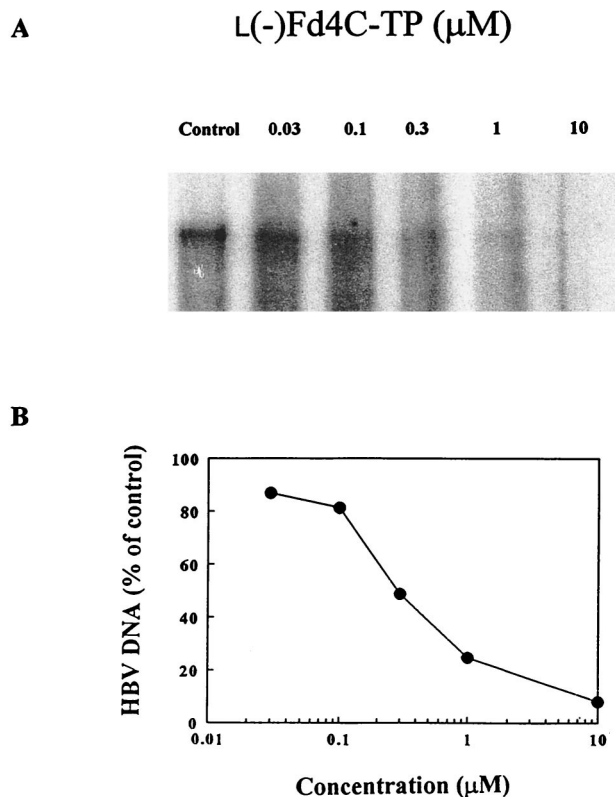 A
L(-)Fd4C-TP (μM)
Control 0.03 0.1 0.3 1 10
B
HBV DNA (% of control)
100
80
60
40
20
0
0.01 0.1 1 10
Concentration (μM)